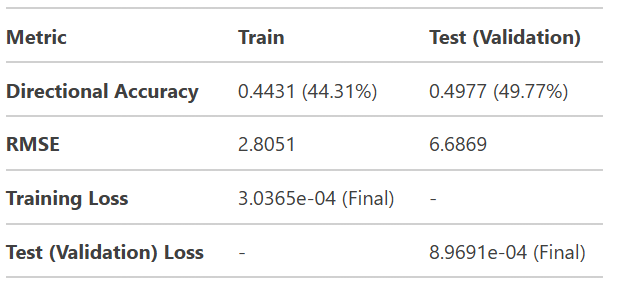 Metric Train Test (Validation)
Directional Accuracy 0.4431 (44.31%) 0.4977 (49.77%)
RMSE 2.8051 6.6869
Training Loss 3.0365e-04 (Final) -
Test (Validation) Loss - 8.9691e-04 (Final)